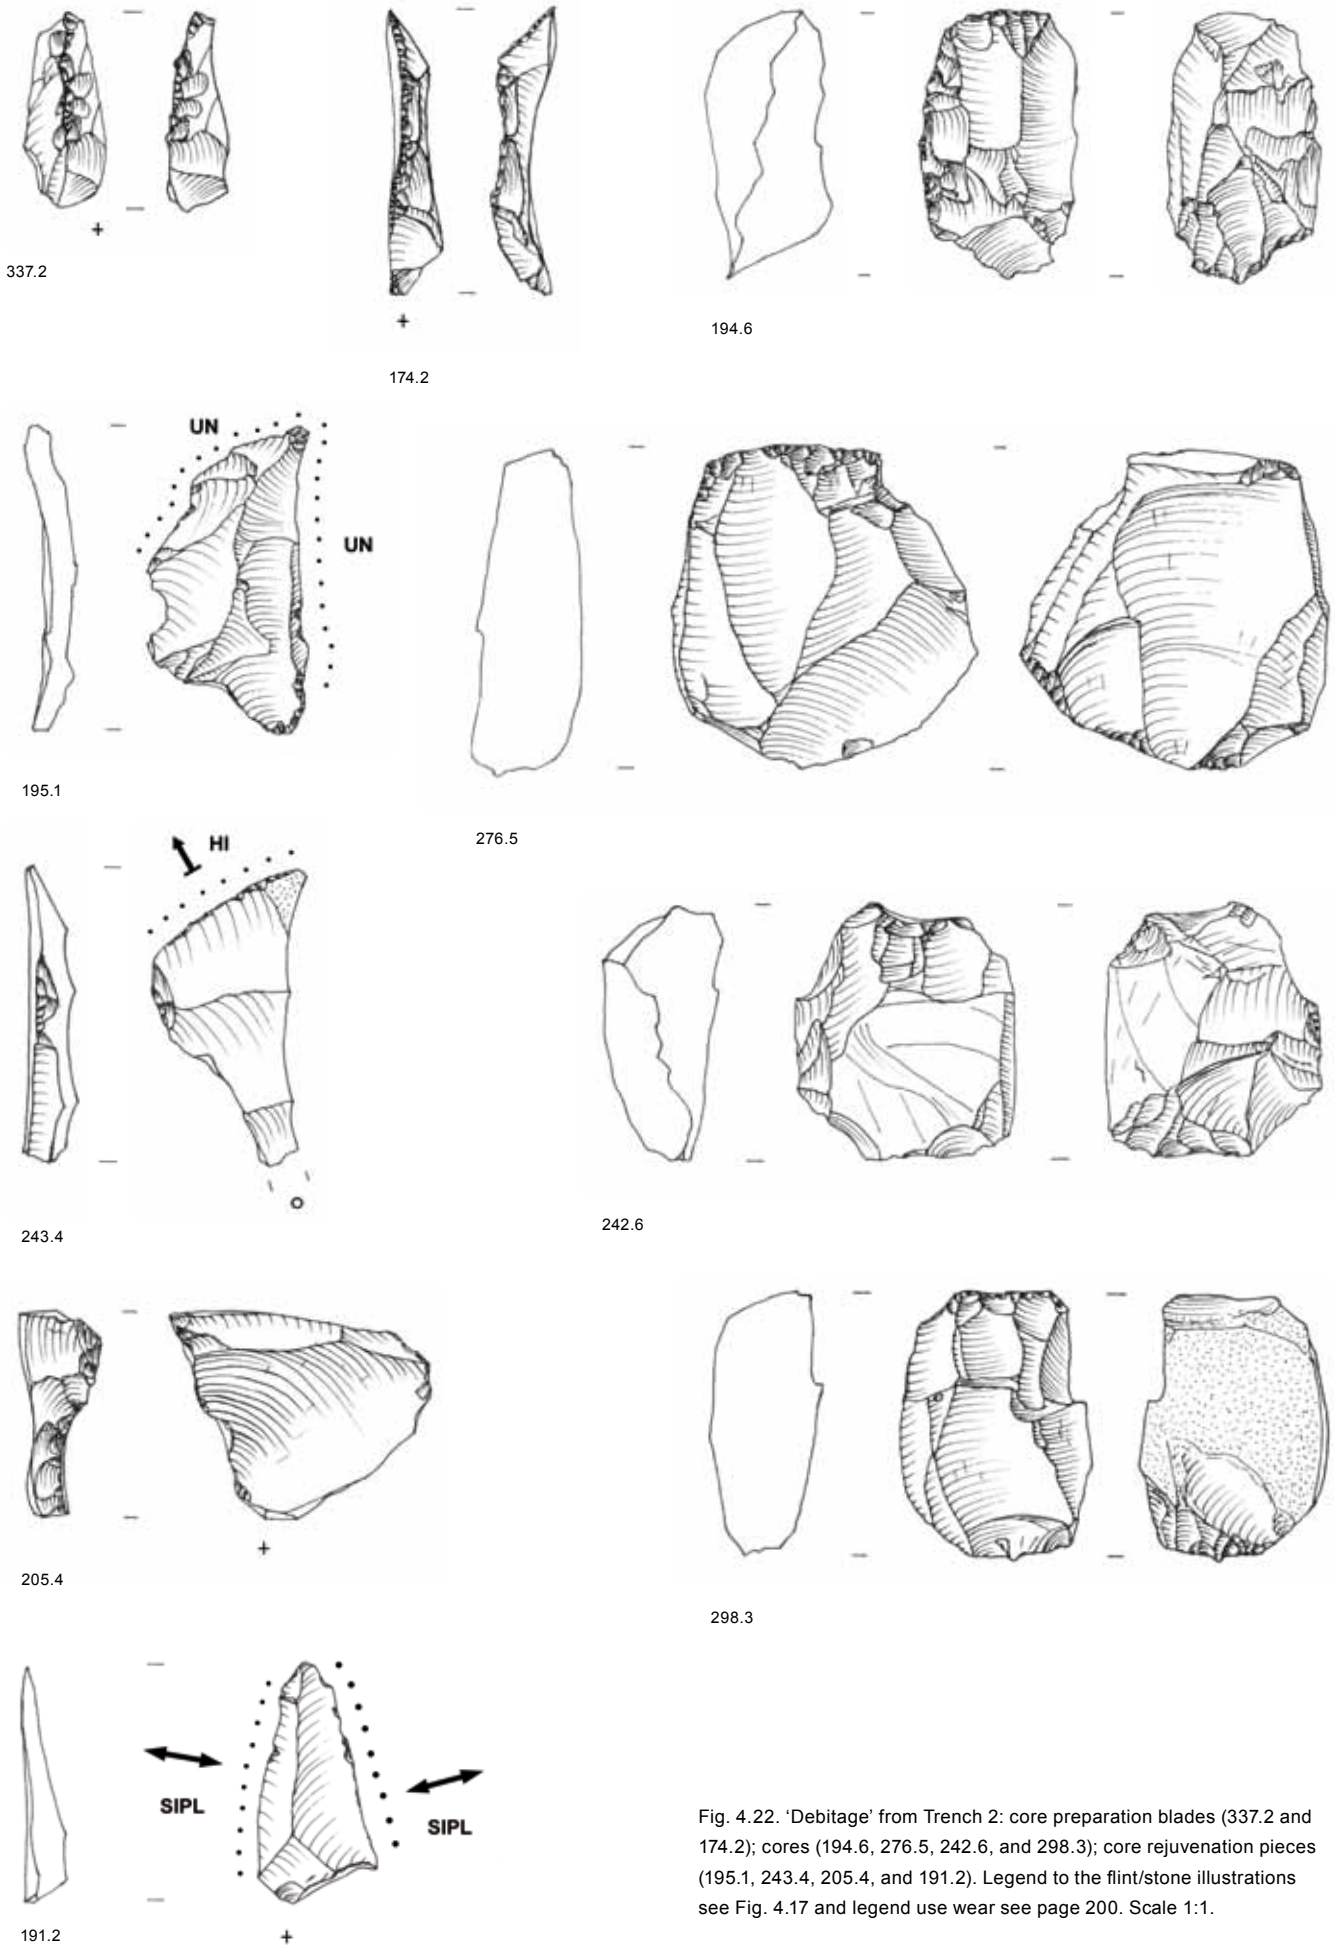 337.2
174.2
194.6
UN
UN
195.1
276.5
HI
243.4
242.6
205.4
298.3
SIPL
SIPL
191.2
Fig. 4.22. ‘Debitage’ from Trench 2: core preparation blades (337.2 and
174.2); cores (194.6, 276.5, 242.6, and 298.3); core rejuvenation pieces
(195.1, 243.4, 205.4, and 191.2). Legend to the flint/stone illustrations
see Fig. 4.17 and legend use wear see page 200. Scale 1:1.